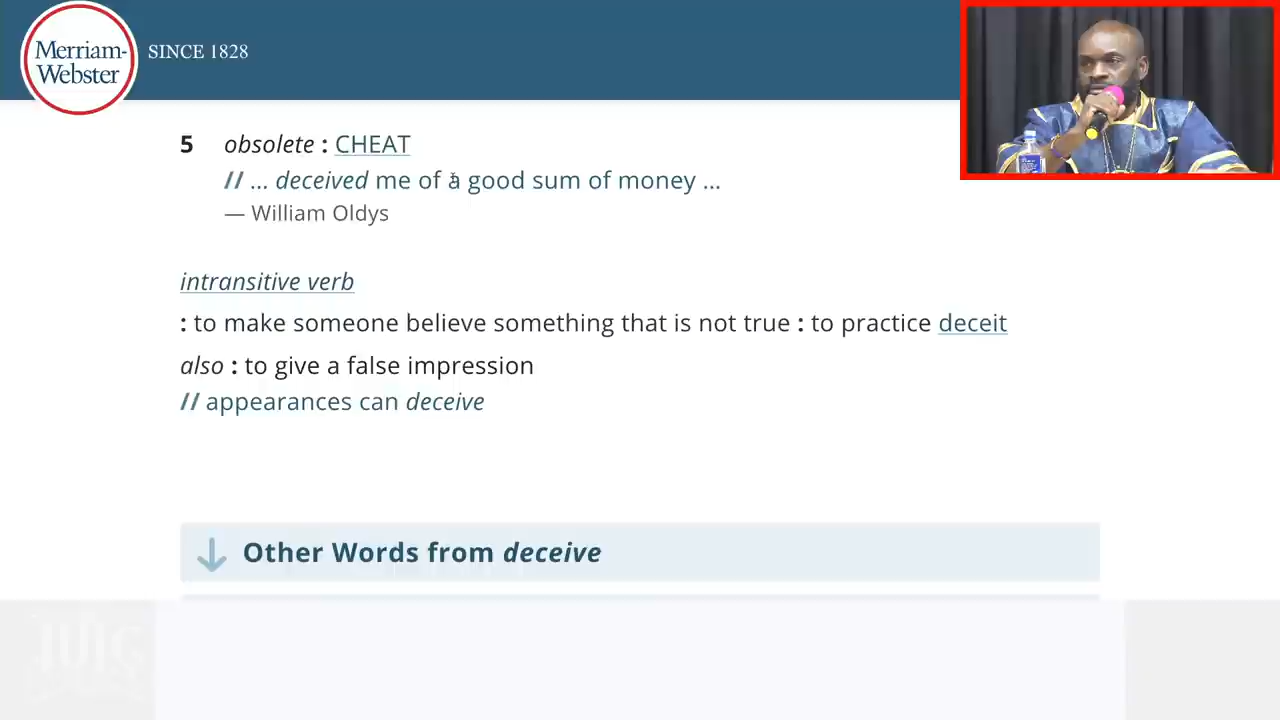 Merriam-
Webster
SINCE 1828
5 obsolete : CHEAT
// ... deceived me of a good sum of money ...
— William Oldys
intransitive verb
: to make someone believe something that is not true : to practice deceit
also : to give a false impression
// appearances can deceive
Other Words from deceive